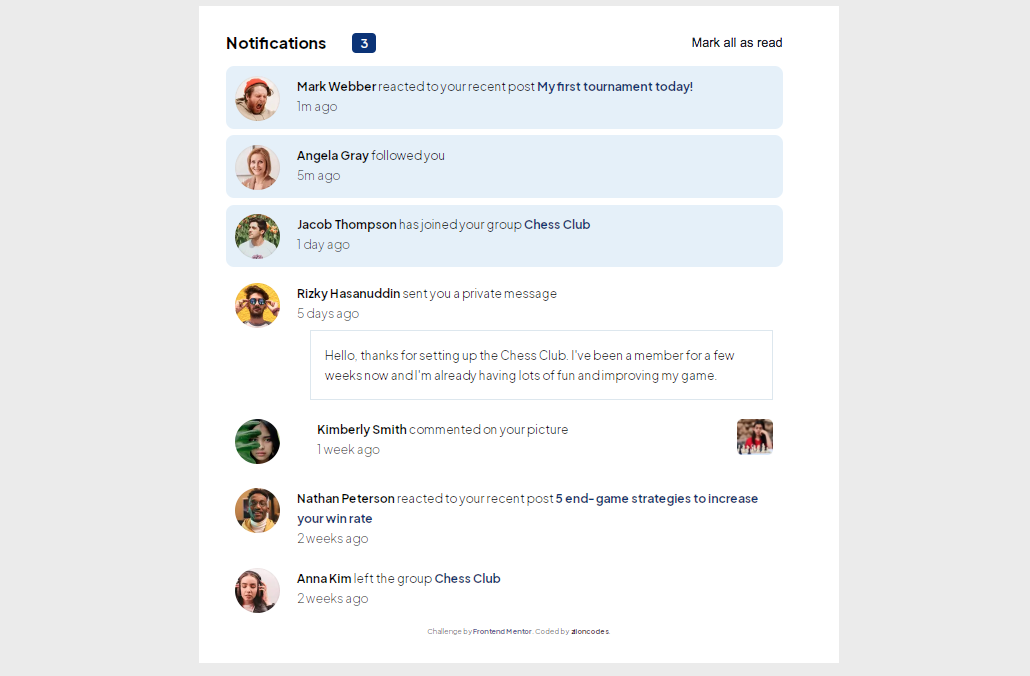 Notifications 3 Mark all as read
Mark Webber reacted to your recent post My first tournament today!
1m ago
Angela Gray followed you
5m ago
Jacob Thompson has joined your group Chess Club
1 day ago
Rizky Hasanuddin sent you a private message
5 days ago
Hello, thanks for setting up the Chess Club. I've been a member for a few
weeks now and I'm already having lots of fun and improving my game.
Kimberly Smith commented on your picture
1 week ago
Nathan Peterson reacted to your recent post 5 end-game strategies to increase
your win rate
2 weeks ago
Anna Kim left the group Chess Club
2 weeks ago
Challenge by Frontend Mentor. Coded by zlioncodes.